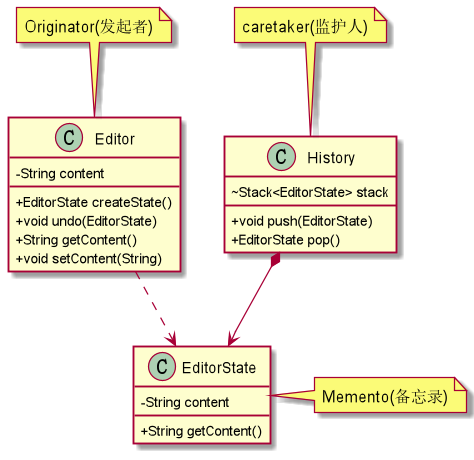 Originator(发起者)
caretaker(监护人)
C Editor
-String content
+EditorState createState()
+void undo(EditorState)
+String getContent()
+void setContent(String)
C History
~Stack<EditorState> stack
+void push(EditorState)
+EditorState pop()
C EditorState
-String content
+String getContent()
Memento(备忘录)